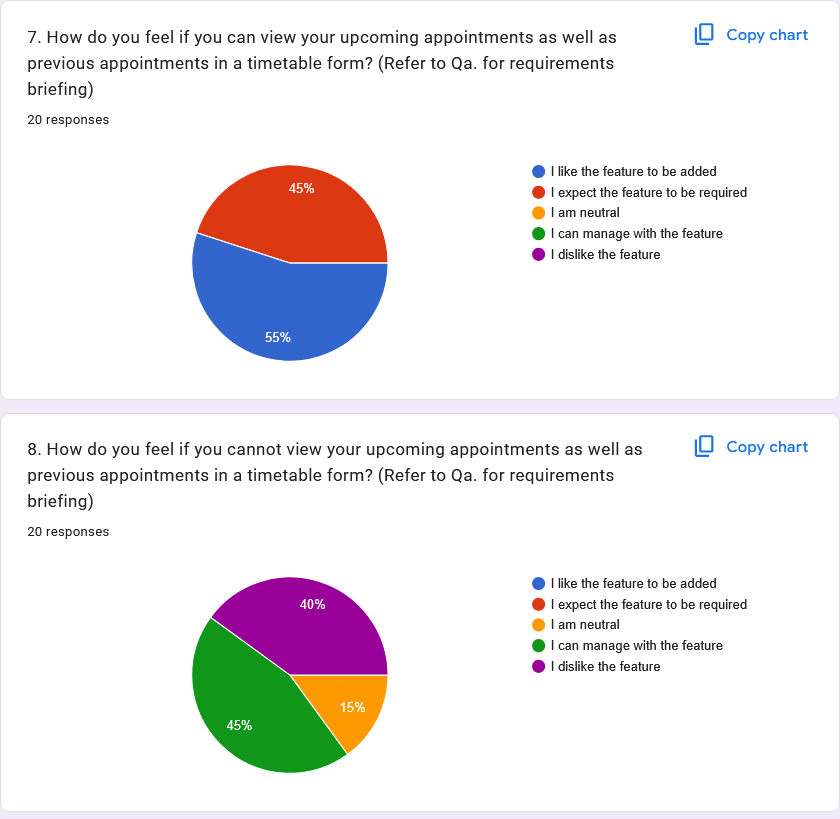 7. How do you feel if you can view your upcoming appointments as well as
Copy chart
previous appointments in a timetable form? (Refer to Qa. for requirements
briefing)
20 responses
45%
55%
I like the feature to be added
I expect the feature to be required
I am neutral
I can manage with the feature
I dislike the feature
8. How do you feel if you cannot view your upcoming appointments as well as
Copy chart
previous appointments in a timetable form? (Refer to Qa. for requirements
briefing)
20 responses
40%
15%
45%
I like the feature to be added
I expect the feature to be required
I am neutral
I can manage with the feature
I dislike the feature